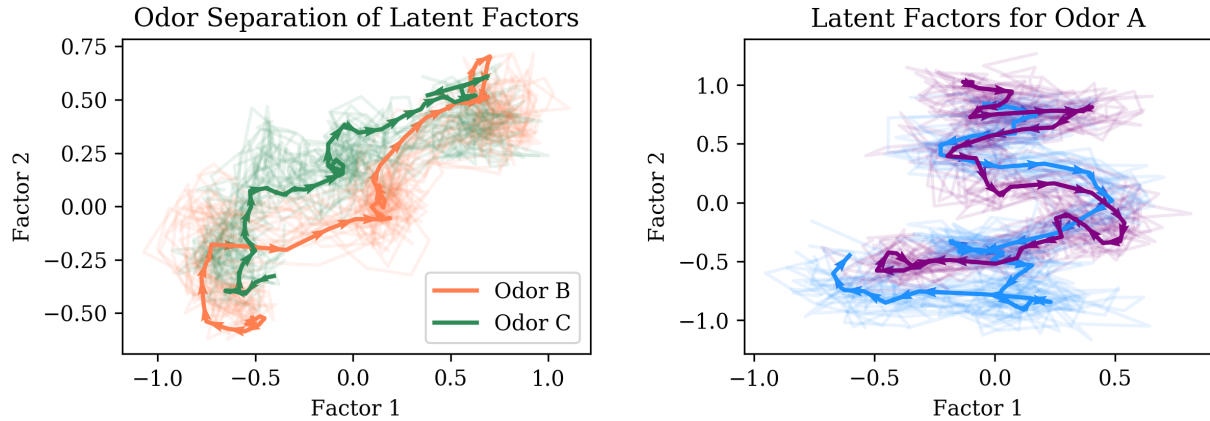 Odor Separation of Latent Factors
0.75
0.50
0.25
0.00
−0.25
−0.50
Factor 2
−1.0 −0.5 0.0 0.5 1.0
Factor 1
Odor B
Odor C
Latent Factors for Odor A
1.0
0.5
0.0
−0.5
−1.0
Factor 2
−1.0 −0.5 0.0 0.5
Factor 1